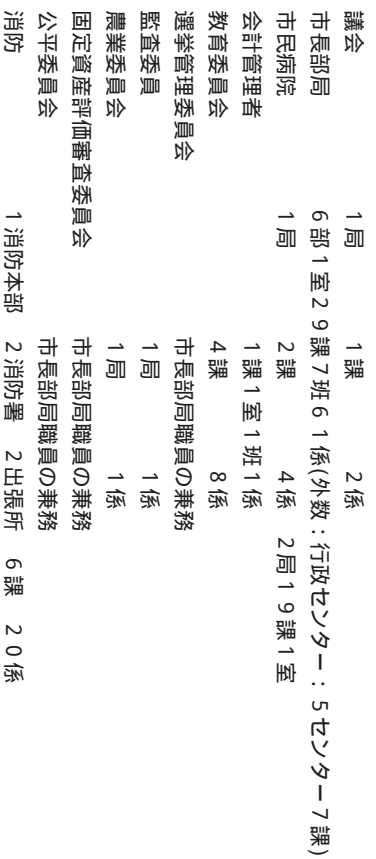 議会 1局 1課 2係
市長部局 6部1室29課7班61係(外数:行政センター:5センター7課)
市民病院 1局 2課 4係 2局19課1室
会計管理者 1課1室1班1係
教育委員会 4課 8係
選挙管理委員会 市長部局職員の兼務
監査委員 1局 1係
農業委員会 1局 1係
固定資産評価審査委員会 市長部局職員の兼務
公平委員会 市長部局職員の兼務
消防 1消防本部 2消防署 2出張所 6課 20係